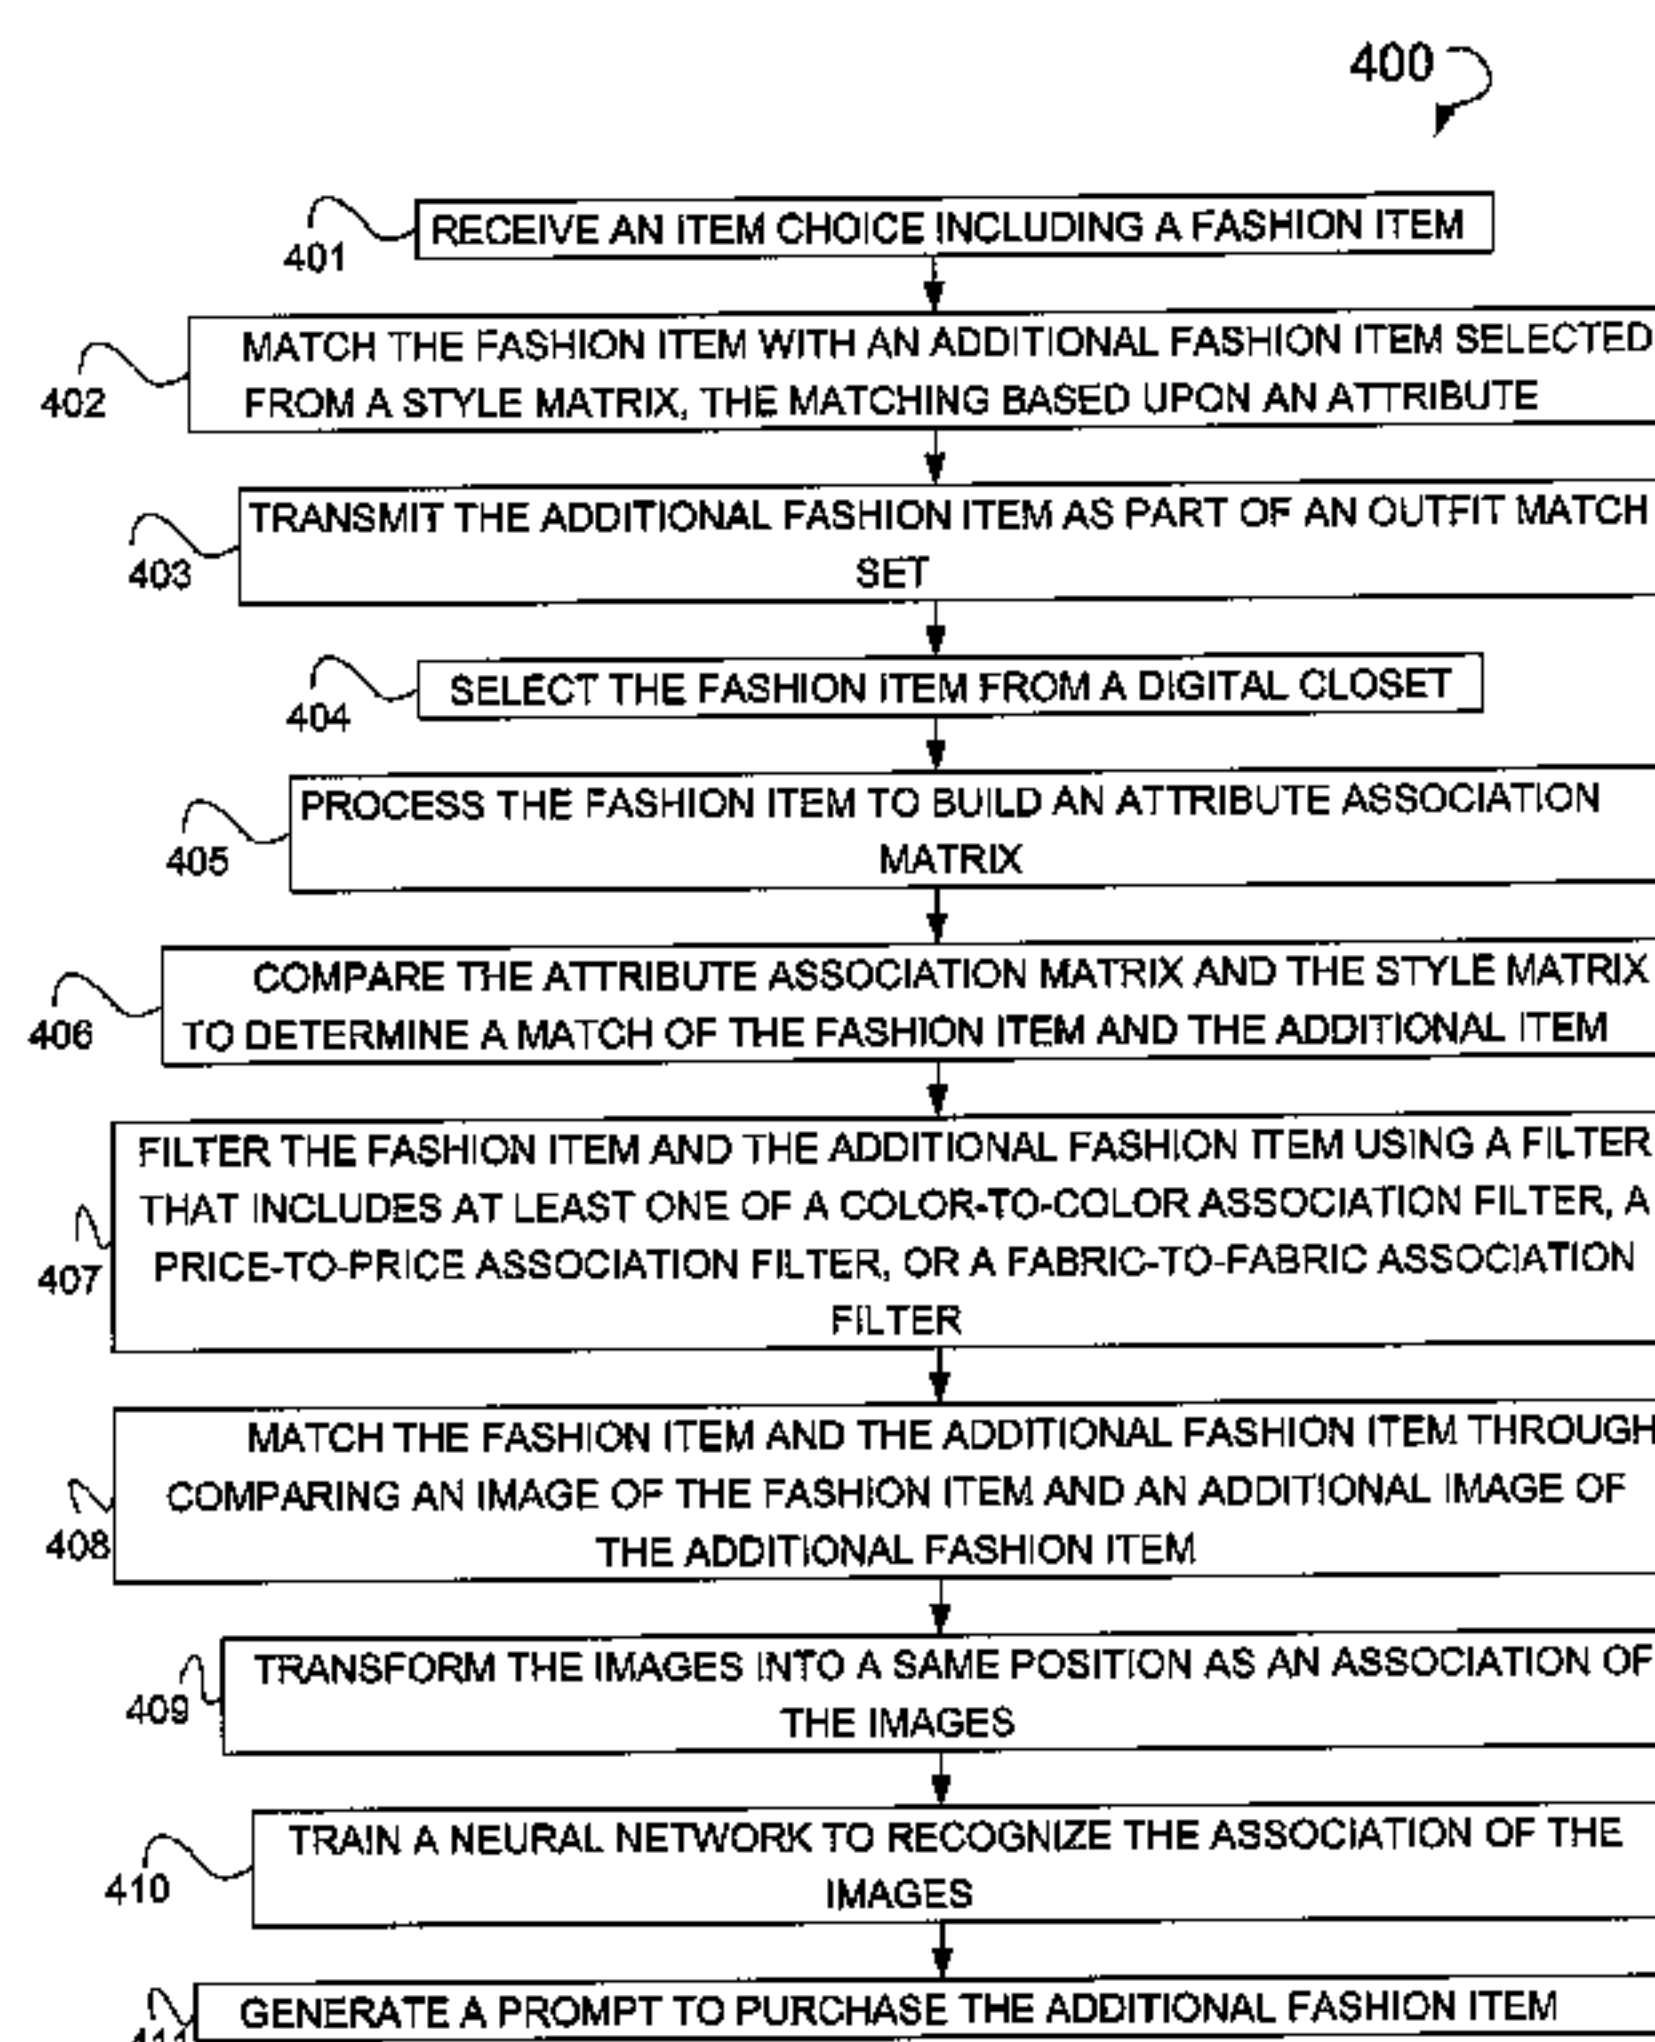 400
401
RECEIVE AN ITEM CHOICE INCLUDING A FASHION ITEM
402
MATCH THE FASHION ITEM WITH AN ADDITIONAL FASHION ITEM SELECTED
FROM A STYLE MATRIX, THE MATCHING BASED UPON AN ATTRIBUTE
403
TRANSMIT THE ADDITIONAL FASHION ITEM AS PART OF AN OUTFIT MATCH
SET
404
SELECT THE FASHION ITEM FROM A DIGITAL CLOSET
405
PROCESS THE FASHION ITEM TO BUILD AN ATTRIBUTE ASSOCIATION
MATRIX
406
COMPARE THE ATTRIBUTE ASSOCIATION MATRIX AND THE STYLE MATRIX
TO DETERMINE A MATCH OF THE FASHION ITEM AND THE ADDITIONAL ITEM
407
FILTER THE FASHION ITEM AND THE ADDITIONAL FASHION ITEM USING A FILTER
THAT INCLUDES AT LEAST ONE OF A COLOR-TO-COLOR ASSOCIATION FILTER, A
PRICE-TO-PRICE ASSOCIATION FILTER, OR A FABRIC-TO-FABRIC ASSOCIATION
FILTER
408
MATCH THE FASHION ITEM AND THE ADDITIONAL FASHION ITEM THROUGH
COMPARING AN IMAGE OF THE FASHION ITEM AND AN ADDITIONAL IMAGE OF
THE ADDITIONAL FASHION ITEM
409
TRANSFORM THE IMAGES INTO A SAME POSITION AS AN ASSOCIATION OF
THE IMAGES
410
TRAIN A NEURAL NETWORK TO RECOGNIZE THE ASSOCIATION OF THE
IMAGES
411
GENERATE A PROMPT TO PURCHASE THE ADDITIONAL FASHION ITEM